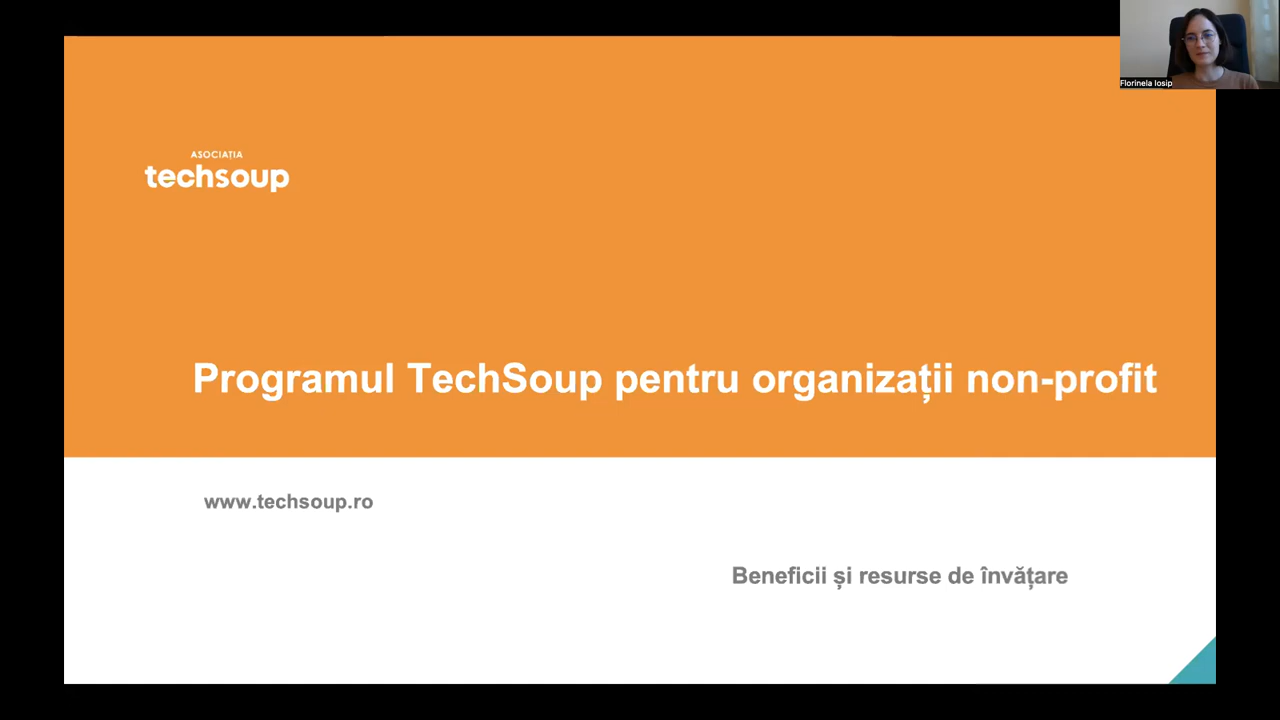 Florinela Iosip
ASOCIAȚIA
techsoup
Programul TechSoup pentru organizații non-profit
www.techsoup.ro
Beneficii și resurse de învățare